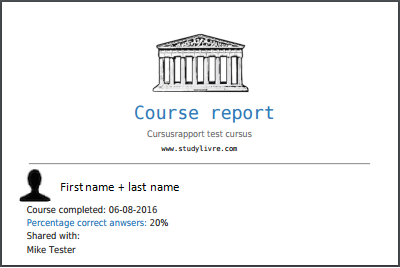 Course report
Cursusrapport test cursus
www.studylivre.com
First name + last name
Course completed: 06-08-2016
Percentage correct anwsers: 20%
Shared with:
Mike Tester